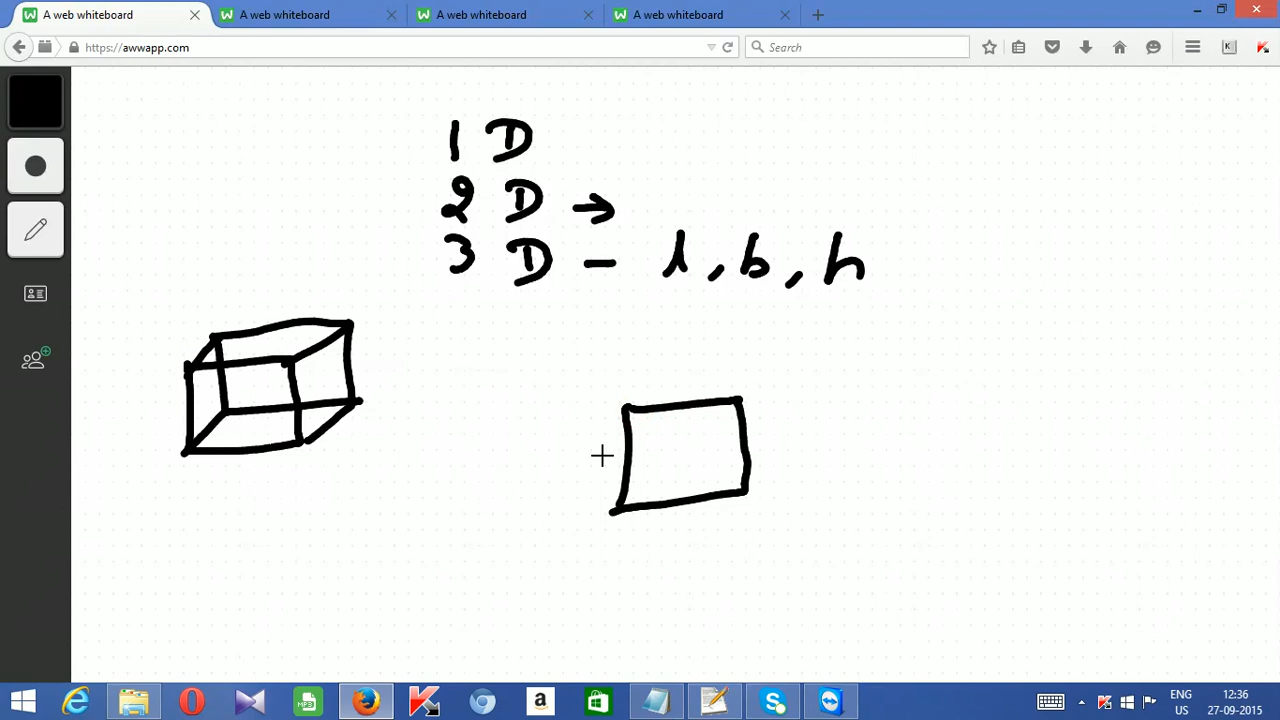 A web whiteboard A web whiteboard A web whiteboard A web whiteboard
https://awwapp.com Search
1 D
2 D →
3 D - l, b, h
ENG 12:36
US 27-09-2015